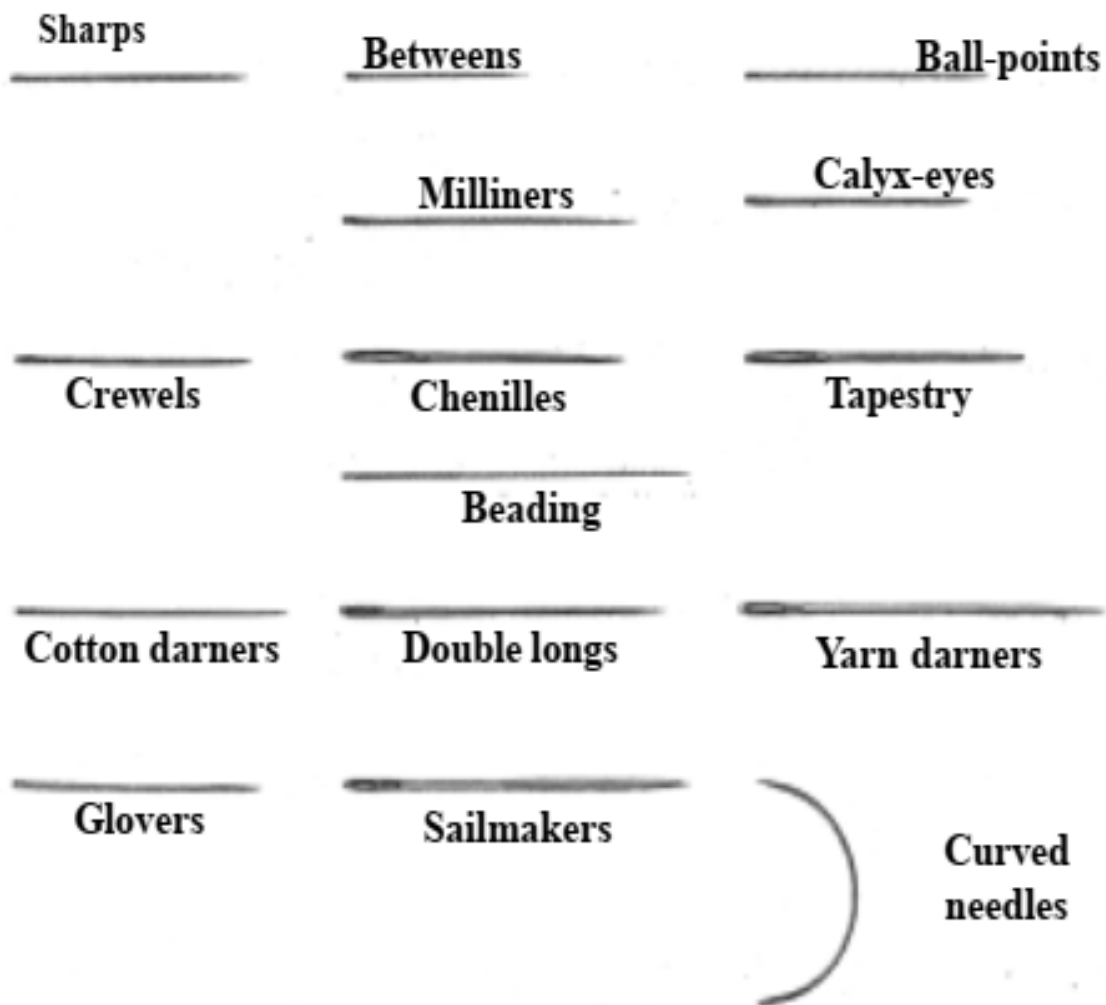 Sharps
Betweens
Ball-points
Milliners
Calyx-eyes
Crewels
Chenilles
Tapestry
Beading
Cotton darners
Double longs
Yarn darners
Glovers
Sailmakers
Curved
needles